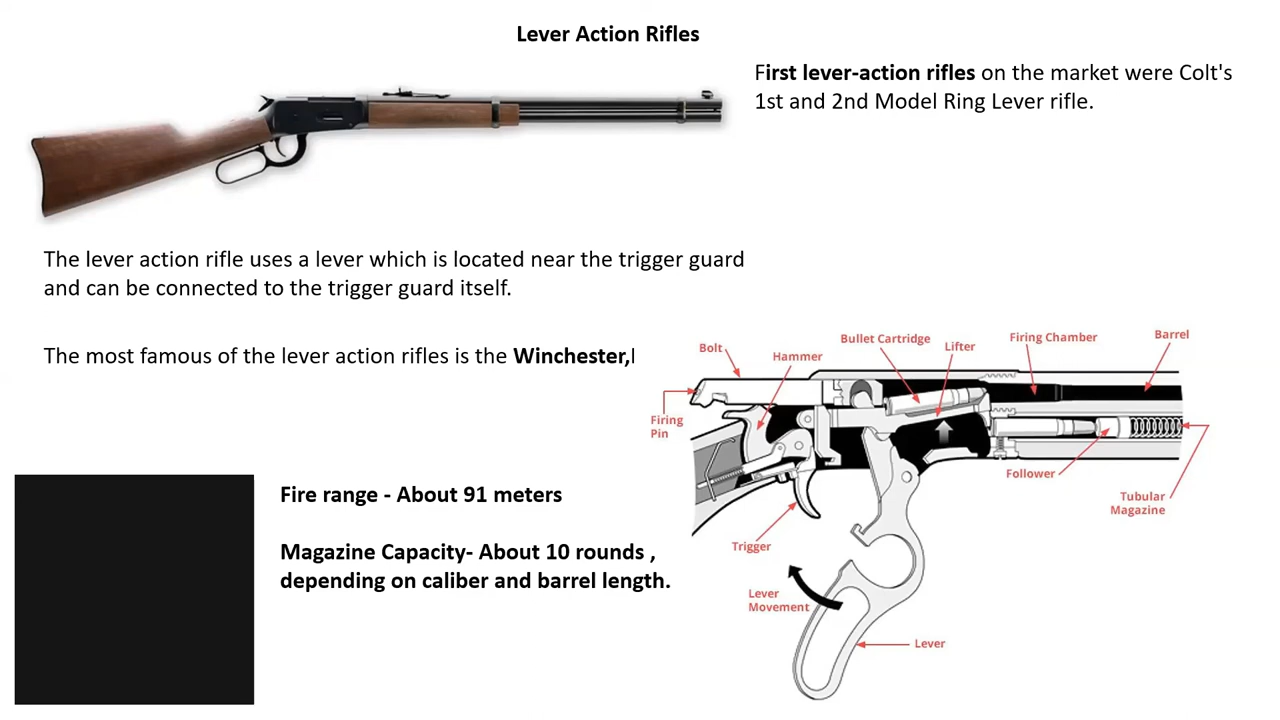 Lever Action Rifles
First lever-action rifles on the market were Colt's
1st and 2nd Model Ring Lever rifle.
The lever action rifle uses a lever which is located near the trigger guard
and can be connected to the trigger guard itself.
The most famous of the lever action rifles is the Winchester,l
Bolt
Hammer
Bullet Cartridge
Lifter
Firing Chamber
Barrel
Firing
Pin
Follower
Tubular
Magazine
Trigger
Lever
Movement
Lever
Fire range - About 91 meters
Magazine Capacity- About 10 rounds ,
depending on caliber and barrel length.